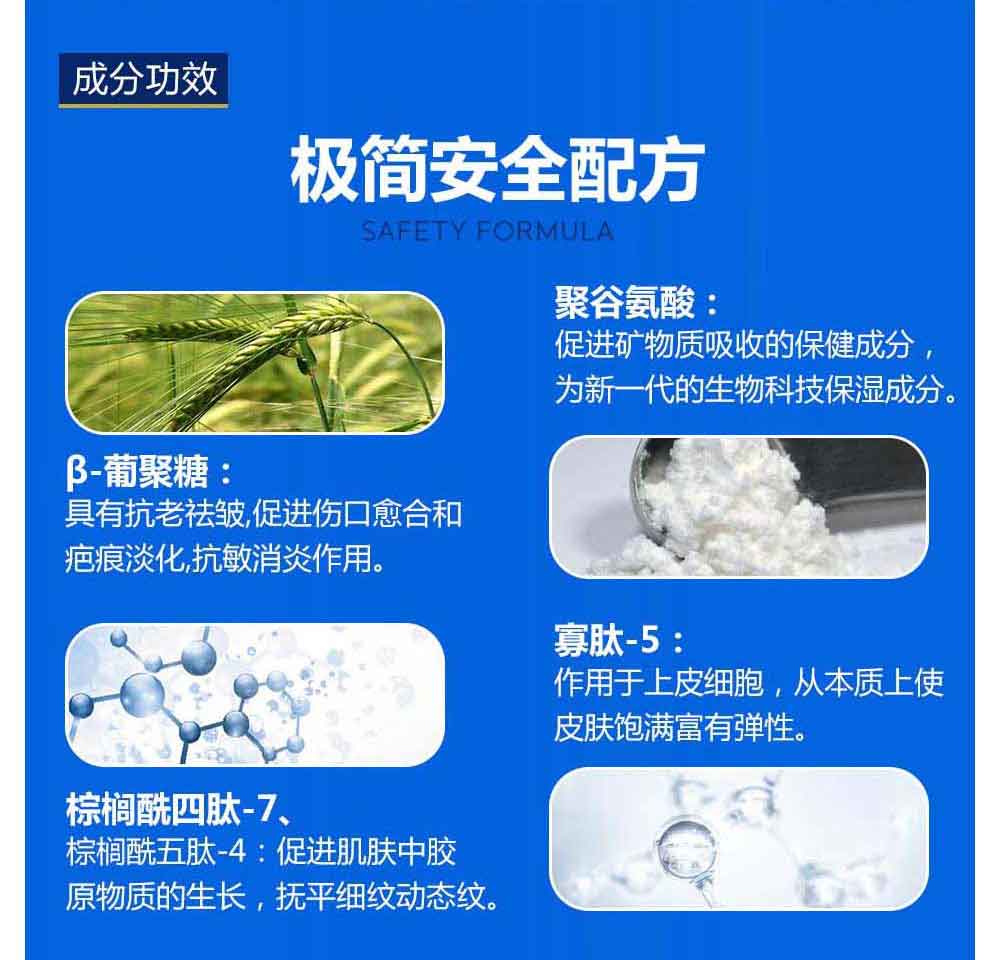 成分功效
极简安全配方
SAFETY FORMULA
β-葡聚糖：
具有抗老祛皱,促进伤口愈合和
疤痕淡化,抗敏消炎作用。
聚谷氨酸：
促进矿物质吸收的保健成分，
为新一代的生物科技保湿成分。
棕榈酰四肽-7、
棕榈酰五肽-4：促进肌肤中胶
原物质的生长，抚平细纹动态纹。
寡肽-5：
作用于上皮细胞，从本质上使
皮肤饱满富有弹性。